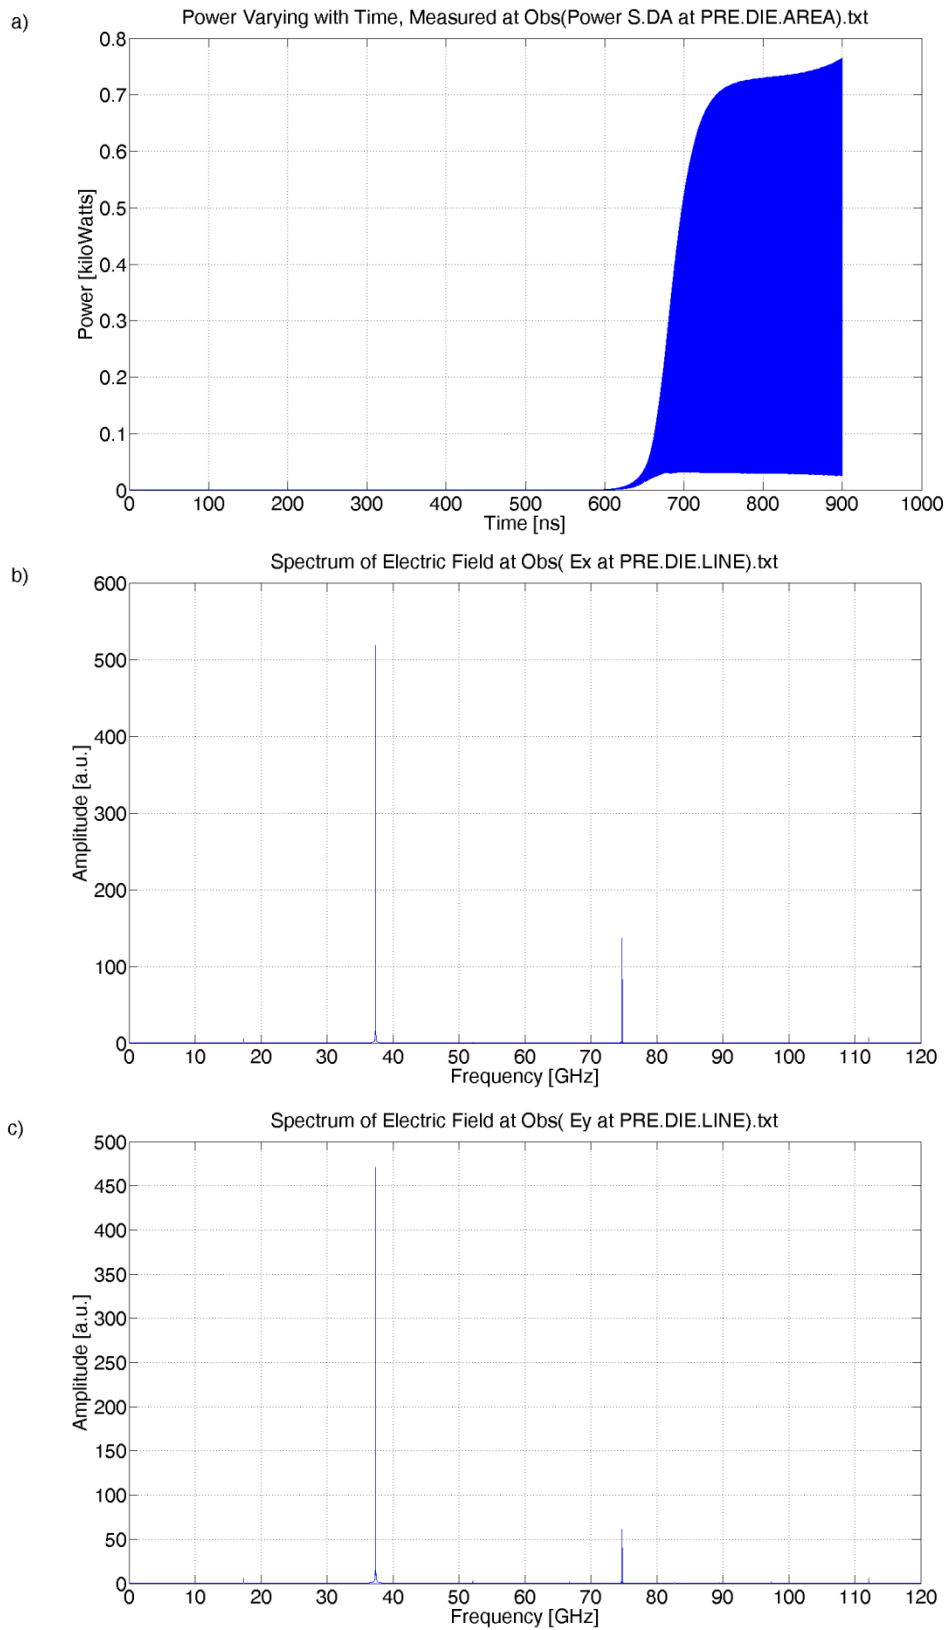 a)
Power Varying with Time, Measured at Obs(Power S.DA at PRE.DIE.AREA).txt
0.8
0.7
0.6
0.5
0.4
0.3
0.2
0.1
0
Power [kiloWatts]
0 100 200 300 400 500 600 700 800 900 1000
Time [ns]
b)
Spectrum of Electric Field at Obs( Ex at PRE.DIE.LINE).txt
600
500
400
300
200
100
0
Amplitude [a.u.]
0 10 20 30 40 50 60 70 80 90 100 110 120
Frequency [GHz]
c)
Spectrum of Electric Field at Obs( Ey at PRE.DIE.LINE).txt
500
450
400
350
300
250
200
150
100
50
0
Amplitude [a.u.]
0 10 20 30 40 50 60 70 80 90 100 110 120
Frequency [GHz]